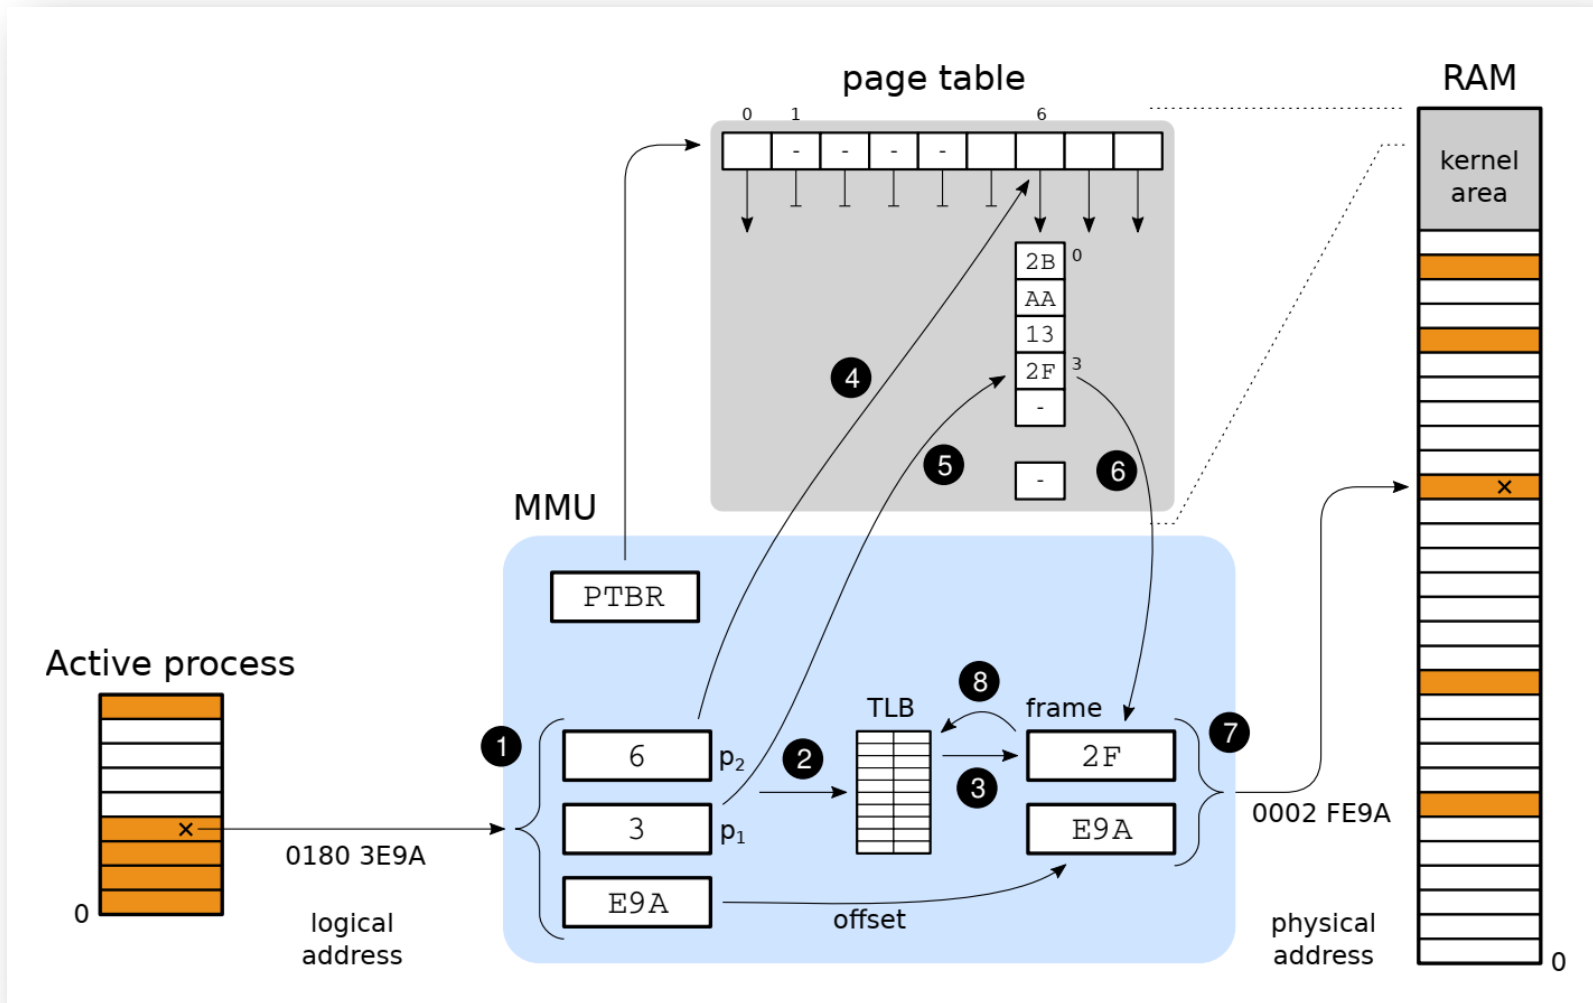 page table
RAM
0 1 6
- - - -
kernel
area
2B 0
AA
13
2F 3
-
-
4
5
6
MMU
PTBR
Active process
0
0180 3E9A
logical
address
1
6 p2
3 p1
E9A
2
TLB
8
3
frame
2F
E9A
offset
7
0002 FE9A
physical
address
0
×
×